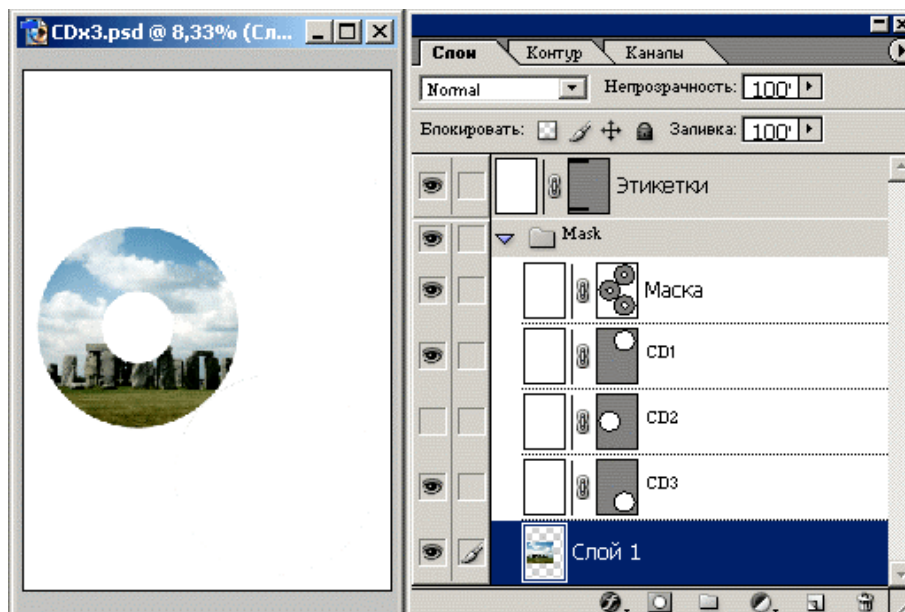 CDx3.psd @ 8,33% (Сл...
Слои Контур Каналы
Normal Непрозрачность: 100'
Блокировать: Заливка: 100'
Этикетки
Mask
Маска
CD1
CD2
CD3
Слой 1